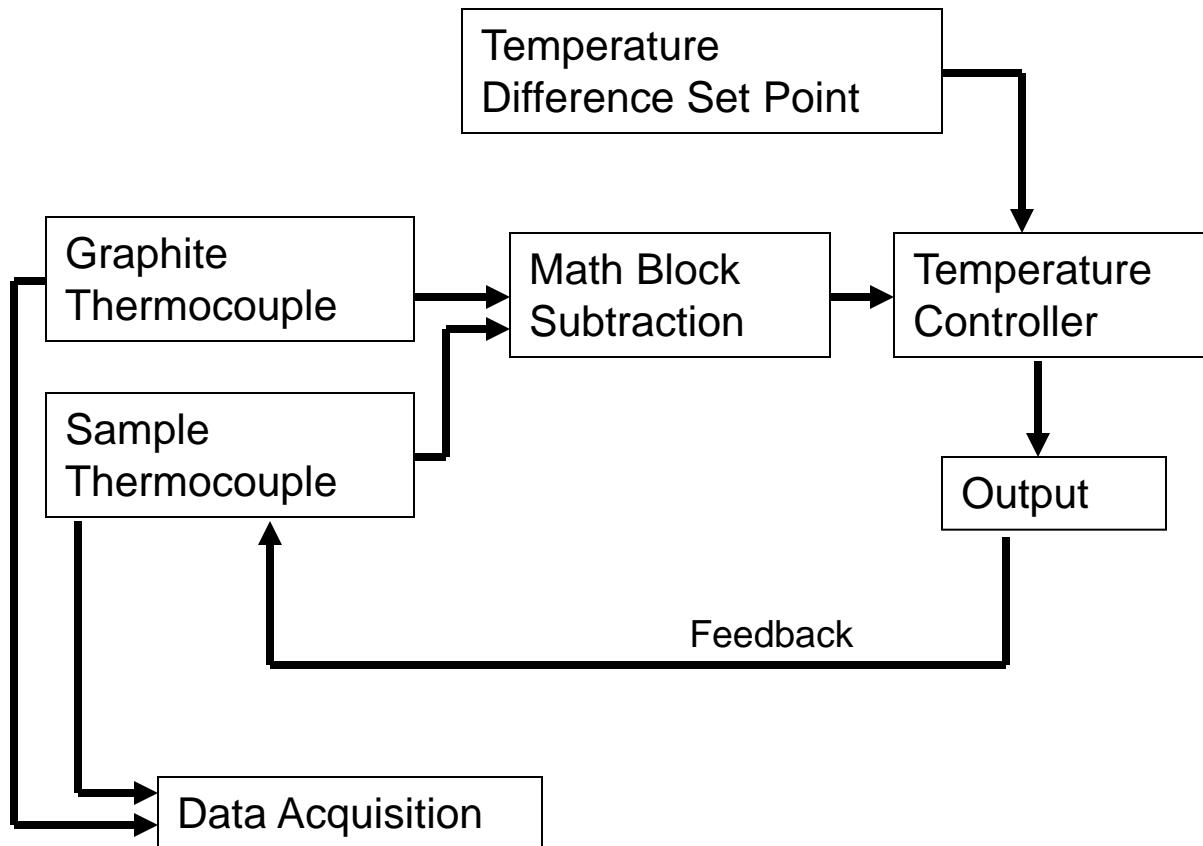 Temperature
Difference Set Point
Graphite
Thermocouple
Math Block
Subtraction
Temperature
Controller
Sample
Thermocouple
Output
Feedback
Data Acquisition